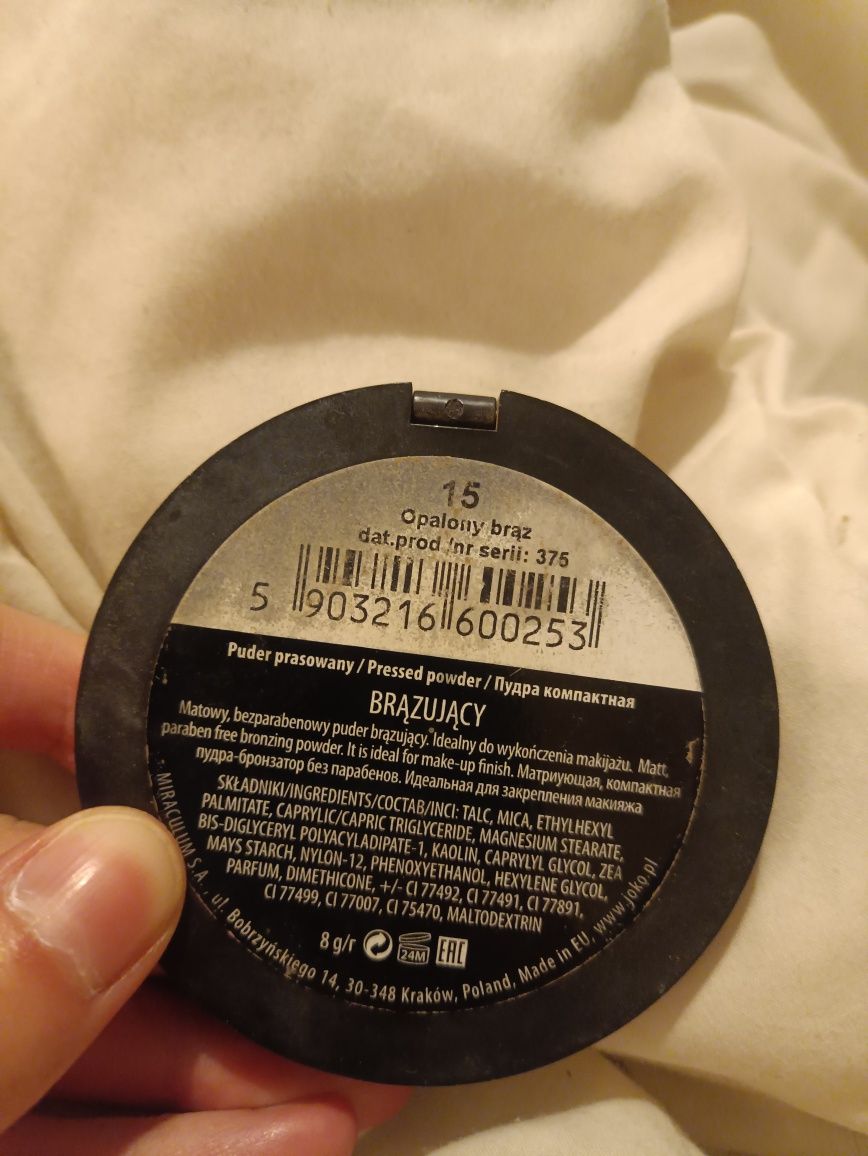 15
Opalony brąz
dat.prod /nr serii: 375
5 903216 600253
Puder prasowany / Pressed powder / Пудра компактная
BRĄZUJĄCY
Matowy, bezparabenowy puder brązujący. Idealny do wykończenia makijażu. Matt,
paraben free bronzing powder. It is ideal for make-up finish. Матриующая, компактная
пудра-бронзатор без парабенов. Идеальная для закрепления макияжа
SKŁADNIKI/INGREDIENTS/СОСТАВ/INCI: TALC, MICA, ETHYLHEXYL
PALMITATE, CAPRYLIC/CAPRIC TRIGLYCERIDE, MAGNESIUM STEARATE,
BIS-DIGLYCERYL POLYACYLADIPATE-1, KAOLIN, CAPRYLYL GLYCOL, ZEA
MAYS STARCH, NYLON-12, PHENOXYETHANOL, HEXYLENE GLYCOL,
PARFUM, DIMETHICONE, +/- CI 77492, CI 77491, CI 77891,
CI 77499, CI 77007, CI 75470, MALTODEXTRIN
8 g/r 24M EAC
MIRACULUM S.A., ul. Bobrzyńskiego 14, 30-348 Kraków, Poland, Made in EU, www.joko.pl